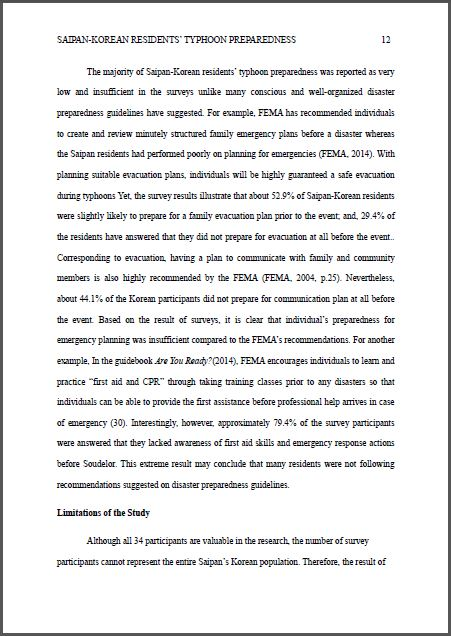 SAIPAN-KOREAN RESIDENTS' TYPHOON PREPAREDNESS 12
The majority of Saipan-Korean residents' typhoon preparedness was reported as very
low and insufficient in the surveys unlike many conscious and well-organized disaster
preparedness guidelines have suggested. For example, FEMA has recommended individuals
to create and review minutely structured family emergency plans before a disaster whereas
the Saipan residents had performed poorly on planning for emergencies (FEMA, 2014). With
planning suitable evacuation plans, individuals will be highly guaranteed a safe evacuation
during typhoons Yet, the survey results illustrate that about 52.9% of Saipan-Korean residents
were slightly likely to prepare for a family evacuation plan prior to the event; and, 29.4% of
the residents have answered that they did not prepare for evacuation at all before the event..
Corresponding to evacuation, having a plan to communicate with family and community
members is also highly recommended by the FEMA (FEMA, 2004, p.25). Nevertheless,
about 44.1% of the Korean participants did not prepare for communication plan at all before
the event. Based on the result of surveys, it is clear that individual's preparedness for
emergency planning was insufficient compared to the FEMA's recommendations. For another
example, In the guidebook Are You Ready?(2014), FEMA encourages individuals to learn and
practice "first aid and CPR" through taking training classes prior to any disasters so that
individuals can be able to provide the first assistance before professional help arrives in case
of emergency (30). Interestingly, however, approximately 79.4% of the survey participants
were answered that they lacked awareness of first aid skills and emergency response actions
before Soudelor. This extreme result may conclude that many residents were not following
recommendations suggested on disaster preparedness guidelines.
Limitations of the Study
Although all 34 participants are valuable in the research, the number of survey
participants cannot represent the entire Saipan's Korean population. Therefore, the result of